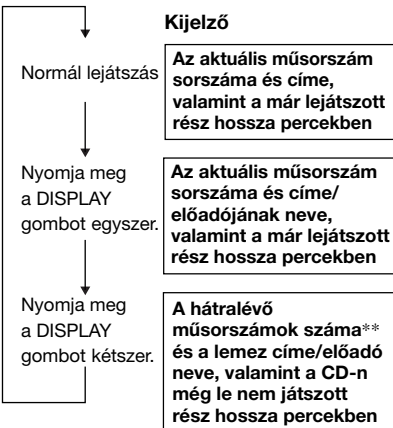 Kijelző
Normál lejátszás
Az aktuális műsorszám
sorszáma és címe,
valamint a már lejátszott
rész hossza percekben
Nyomja meg
a DISPLAY
gombot egyszer.
Az aktuális műsorszám
sorszáma és címe/
előadójának neve,
valamint a már lejátszott
rész hossza percekben
Nyomja meg
a DISPLAY
gombot kétszer.
A hátralévő
műsorszámok száma**
és a lemez címe/előadó
neve, valamint a CD-n
még le nem játszott
rész hossza percekben